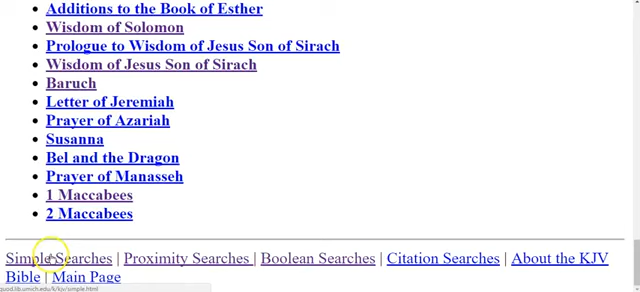 Additions to the Book of Esther
Wisdom of Solomon
Prologue to Wisdom of Jesus Son of Sirach
Wisdom of Jesus Son of Sirach
Baruch
Letter of Jeremiah
Prayer of Azariah
Susanna
Bel and the Dragon
Prayer of Manasseh
1 Maccabees
2 Maccabees
Simple Searches | Proximity Searches | Boolean Searches | Citation Searches | About the KJV
Bible | Main Page
quod.lib.umich.edu/k/kjv/simple.html